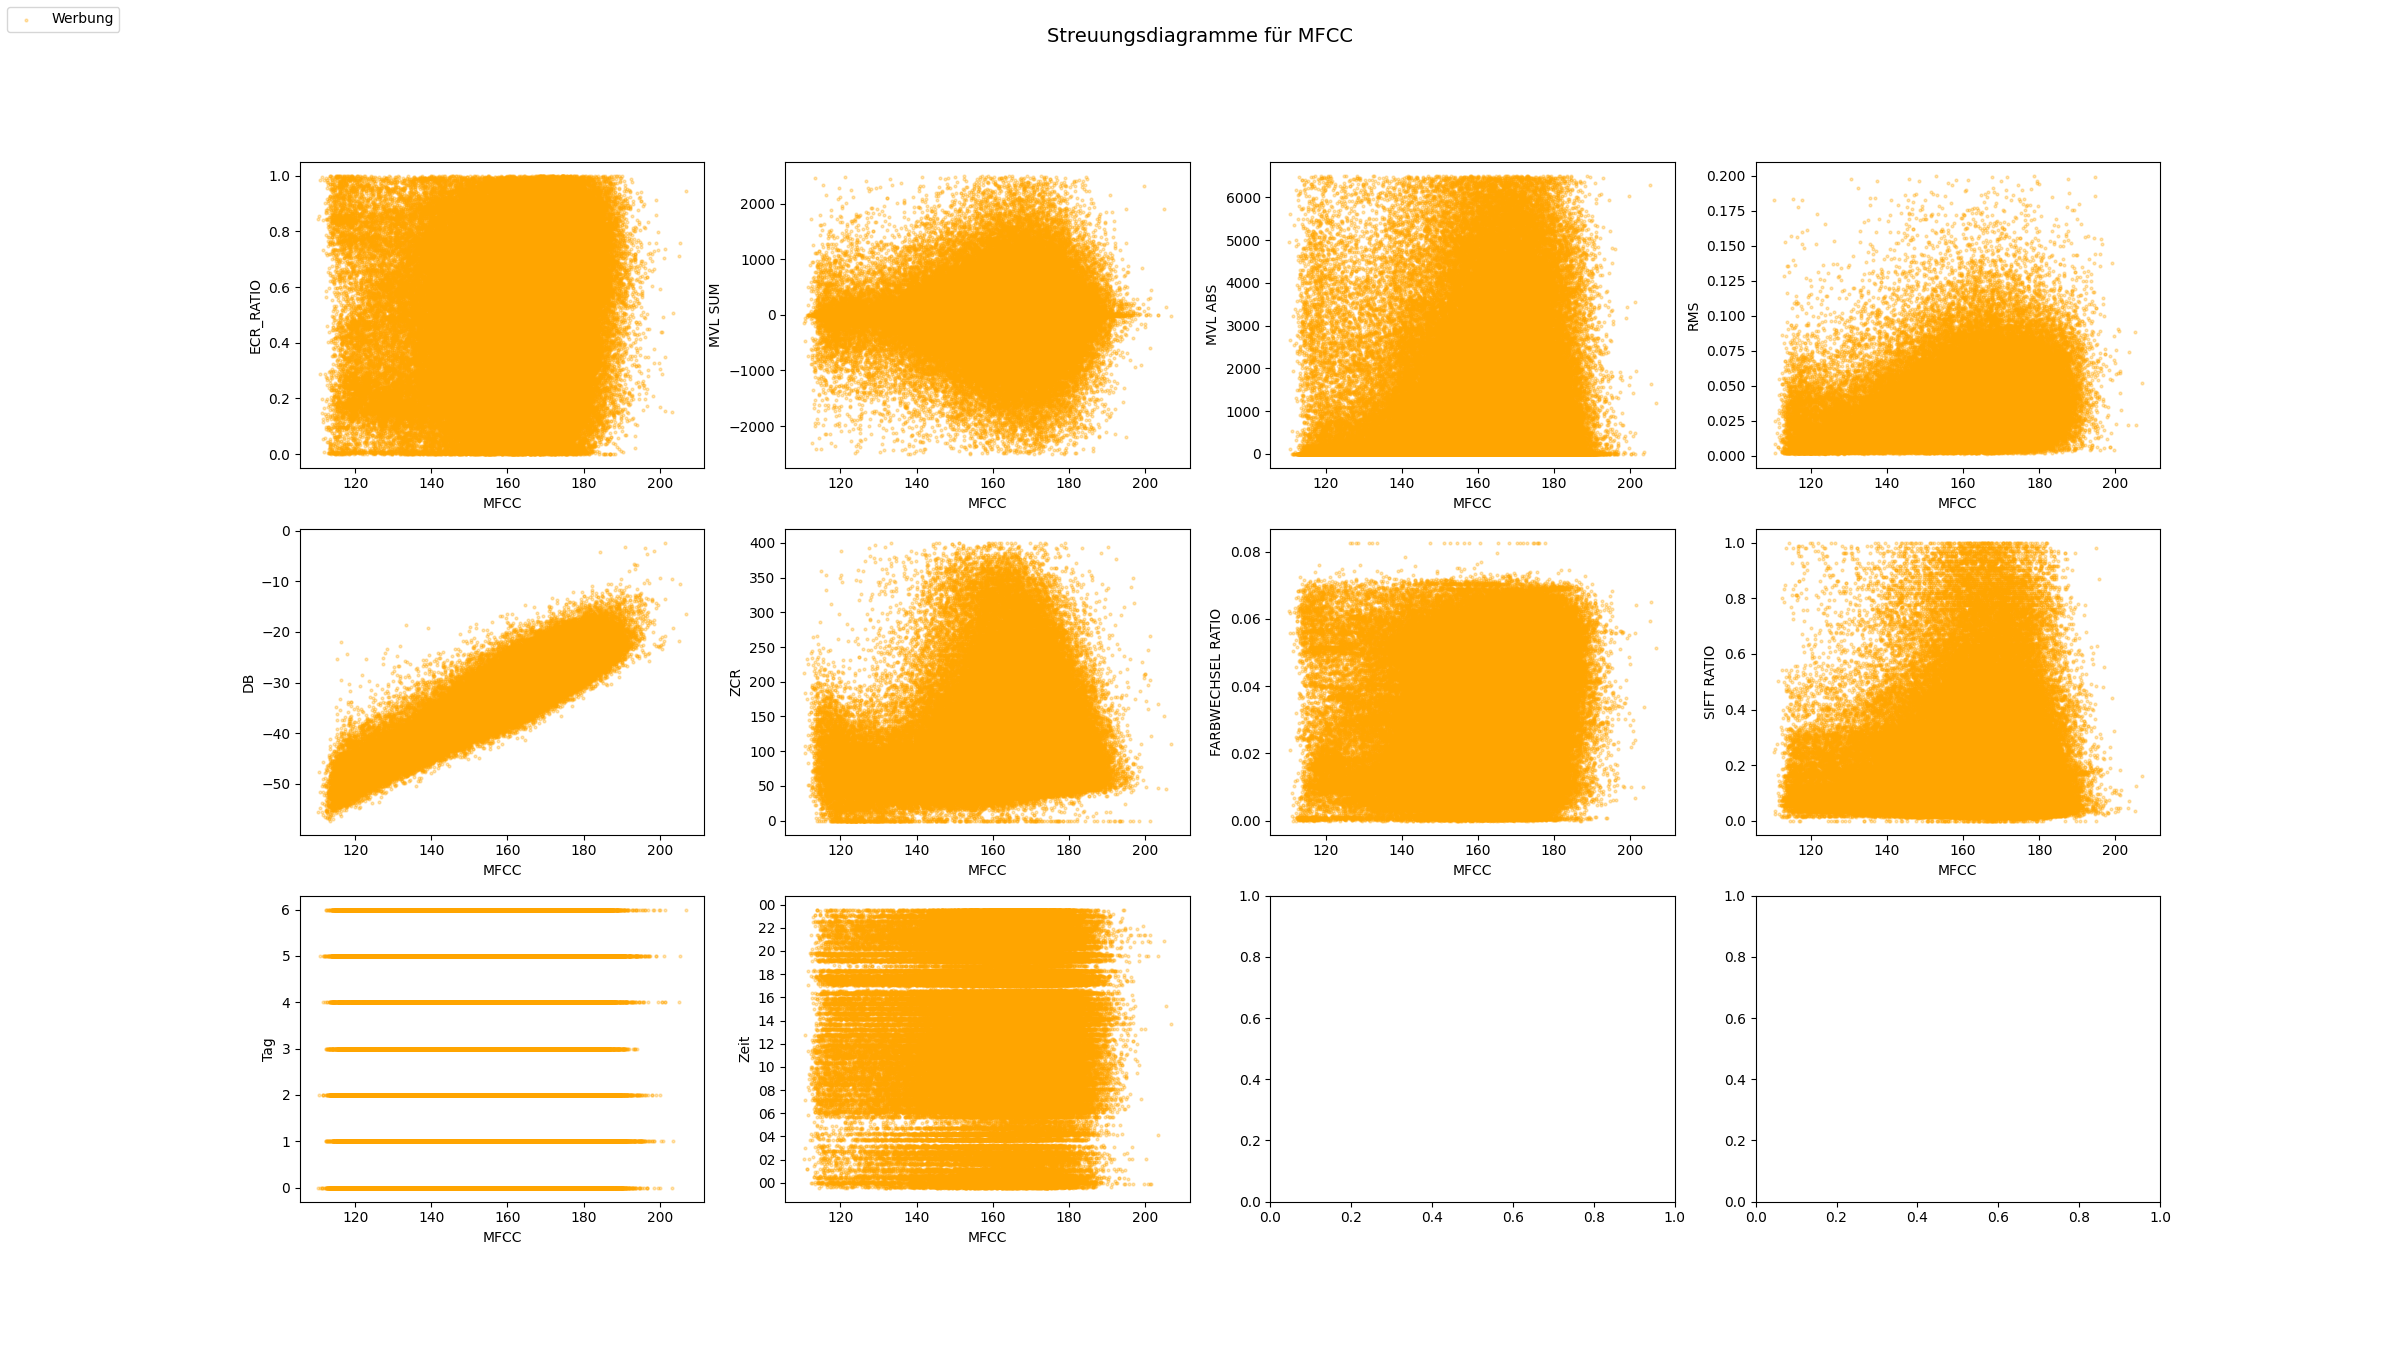 Werbung
Streuungsdiagramme für MFCC
ECR_RATIO
1.0
0.8
0.6
0.4
0.2
0.0
120 140 160 180 200
MFCC
MVL SUM
2000
1000
0
−1000
−2000
120 140 160 180 200
MFCC
MVL ABS
6000
5000
4000
3000
2000
1000
0
120 140 160 180 200
MFCC
RMS
0.200
0.175
0.150
0.125
0.100
0.075
0.050
0.025
0.000
120 140 160 180 200
MFCC
DB
0
−10
−20
−30
−40
−50
120 140 160 180 200
MFCC
ZCR
400
350
300
250
200
150
100
50
0
120 140 160 180 200
MFCC
FARBWECHSEL RATIO
0.08
0.06
0.04
0.02
0.00
120 140 160 180 200
MFCC
SIFT RATIO
1.0
0.8
0.6
0.4
0.2
0.0
120 140 160 180 200
MFCC
Tag
6
5
4
3
2
1
0
120 140 160 180 200
MFCC
Zeit
00
22
20
18
16
14
12
10
08
06
04
02
00
120 140 160 180 200
MFCC
1.0
0.8
0.6
0.4
0.2
0.0
0.0 0.2 0.4 0.6 0.8 1.0
1.0
0.8
0.6
0.4
0.2
0.0
0.0 0.2 0.4 0.6 0.8 1.0